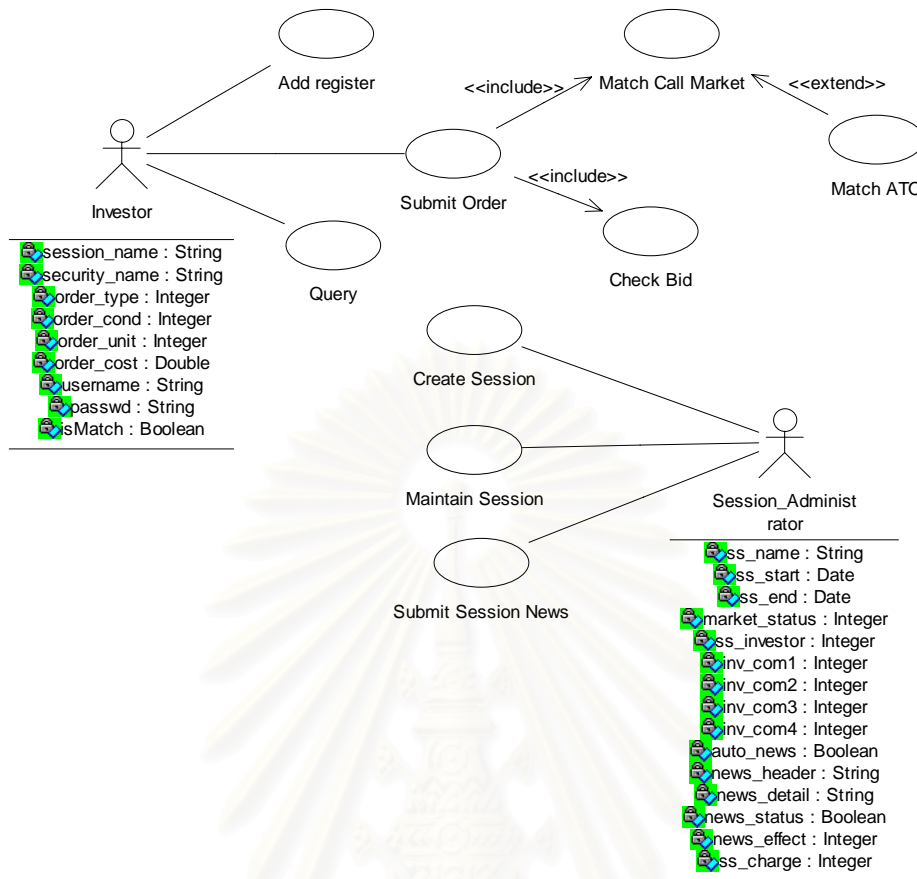 Add register
Match Call Market
<<include>>
<<extend>>
Submit Order
Match ATO
Investor
<<include>>
Query
Check Bid
session_name : String
security_name : String
order_type : Integer
order_cond : Integer
order_unit : Integer
order_cost : Double
username : String
passwd : String
isMatch : Boolean
Create Session
Maintain Session
Submit Session News
Session_Administ
rator
ss_name : String
ss_start : Date
ss_end : Date
market_status : Integer
ss_investor : Integer
inv_com1 : Integer
inv_com2 : Integer
inv_com3 : Integer
inv_com4 : Integer
auto_news : Boolean
news_header : String
news_detail : String
news_status : Boolean
news_effect : Integer
ss_charge : Integer